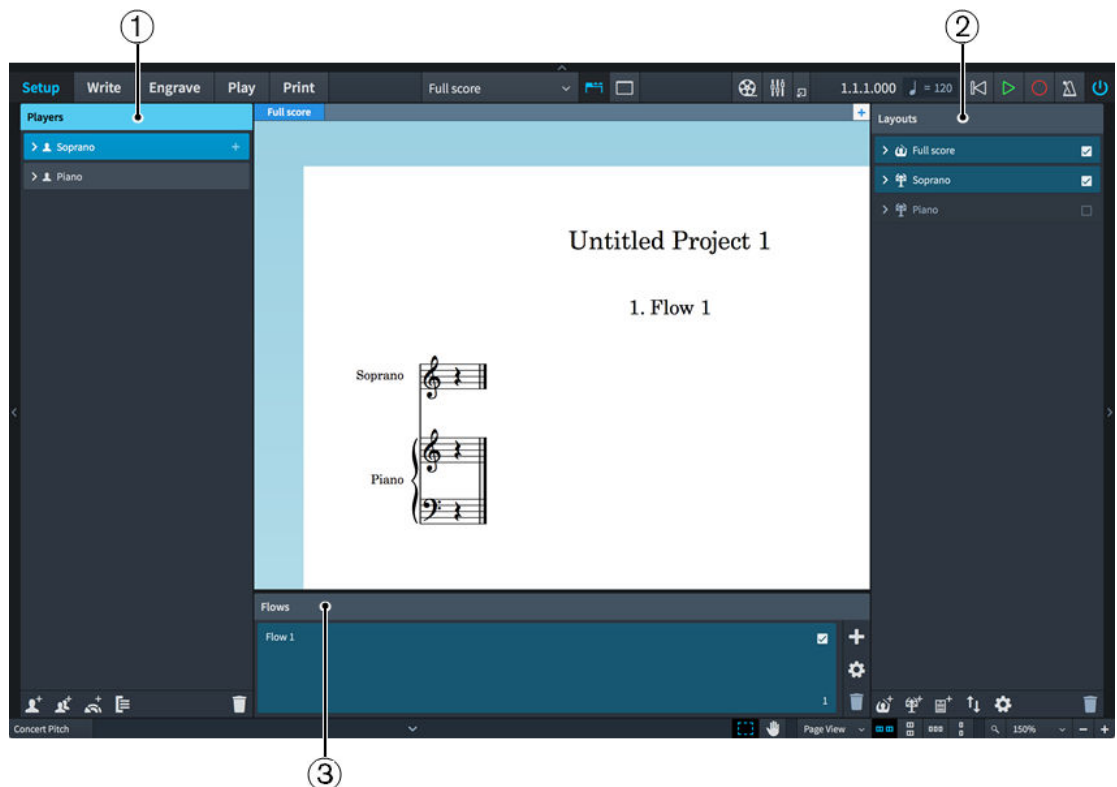 ① ②
Setup Write Engrave Play Print Full score 1.1.1.000 ♩ = 120
Players Full score + Layouts
Soprano + Full score
Piano Soprano
Piano
Untitled Project 1
1. Flow 1
Soprano
Piano
Flows
Flow 1
1
Concert Pitch Page View 150% − +
③